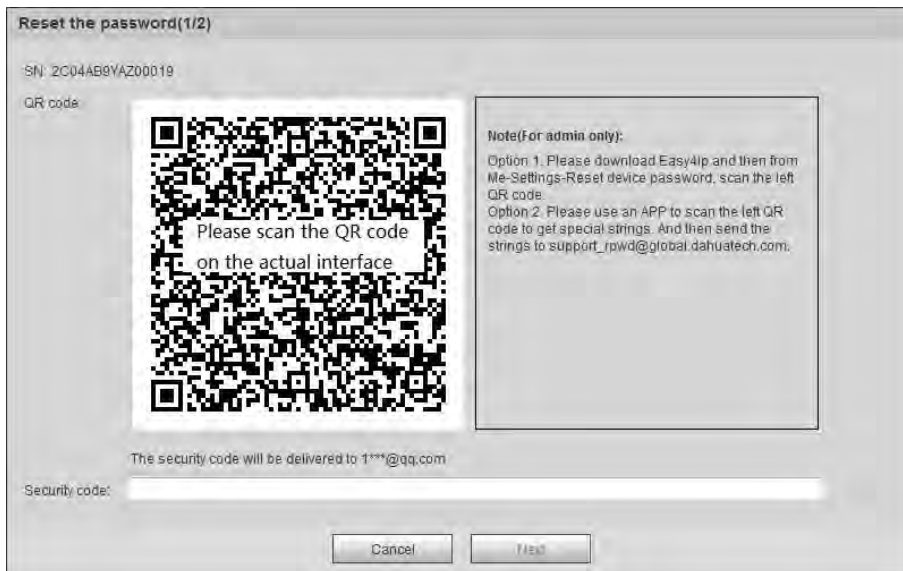 Reset the password(1/2)
SN: 2C04AB9YAZ00019
QR code:
Please scan the QR code
on the actual interface
Note(For admin only):
Option 1. Please download Easy4Ip and then from
Me-Settings-Reset device password, scan the left
QR code.
Option 2. Please use an APP to scan the left QR
code to get special strings. And then send the
strings to support_rpwd@global.dahuatech.com.
The security code will be delivered to 1***@qq.com
Security code:
Cancel
Next